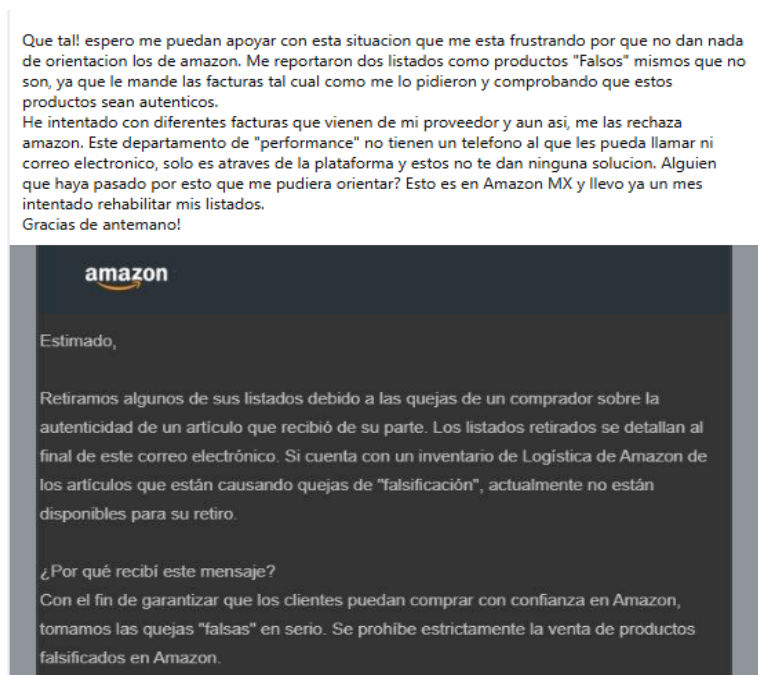 Que tal! espero me puedan apoyar con esta situacion que me esta frustrando por que no dan nada
de orientacion los de amazon. Me reportaron dos listados como productos "Falsos" mismos que no
son, ya que le mande las facturas tal cual como me lo pidieron y comprobando que estos
productos sean autenticos.
He intentado con diferentes facturas que vienen de mi proveedor y aun asi, me las rechaza
amazon. Este departamento de "performance" no tienen un telefono al que les pueda llamar ni
correo electronico, solo es atraves de la plataforma y estos no te dan ninguna solucion. Alguien
que haya pasado por esto que me pudiera orientar? Esto es en Amazon MX y llevo ya un mes
intentado rehabilitar mis listados.
Gracias de antemano!
amazon
Estimado,
Retiramos algunos de sus listados debido a las quejas de un comprador sobre la
autenticidad de un artículo que recibió de su parte. Los listados retirados se detallan al
final de este correo electrónico. Si cuenta con un inventario de Logística de Amazon de
los artículos que están causando quejas de "falsificación", actualmente no están
disponibles para su retiro.
¿Por qué recibí este mensaje?
Con el fin de garantizar que los clientes puedan comprar con confianza en Amazon,
tomamos las quejas "falsas" en serio. Se prohíbe estrictamente la venta de productos
falsificados en Amazon.